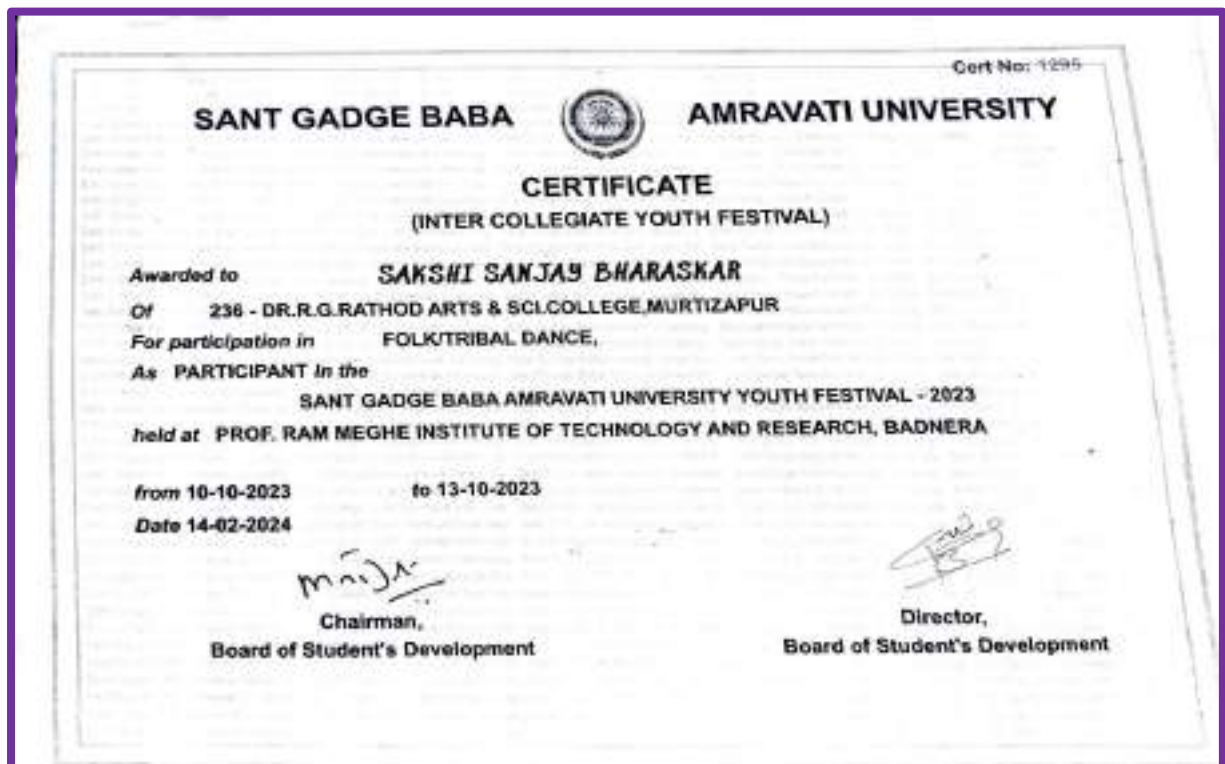 Cert No: 1295
SANT GADGE BABA AMRAVATI UNIVERSITY
CERTIFICATE
(INTER COLLEGIATE YOUTH FESTIVAL)
Awarded to SAKSHI SANJAY BHARASKAR
Of 236 - DR.R.G.RATHOD ARTS & SCI.COLLEGE,MURTIZAPUR
For participation in FOLK/TRIBAL DANCE,
As PARTICIPANT In the
SANT GADGE BABA AMRAVATI UNIVERSITY YOUTH FESTIVAL - 2023
held at PROF. RAM MEGHE INSTITUTE OF TECHNOLOGY AND RESEARCH, BADNERA
from 10-10-2023 to 13-10-2023
Date 14-02-2024
Chairman, Director,
Board of Student's Development Board of Student's Development